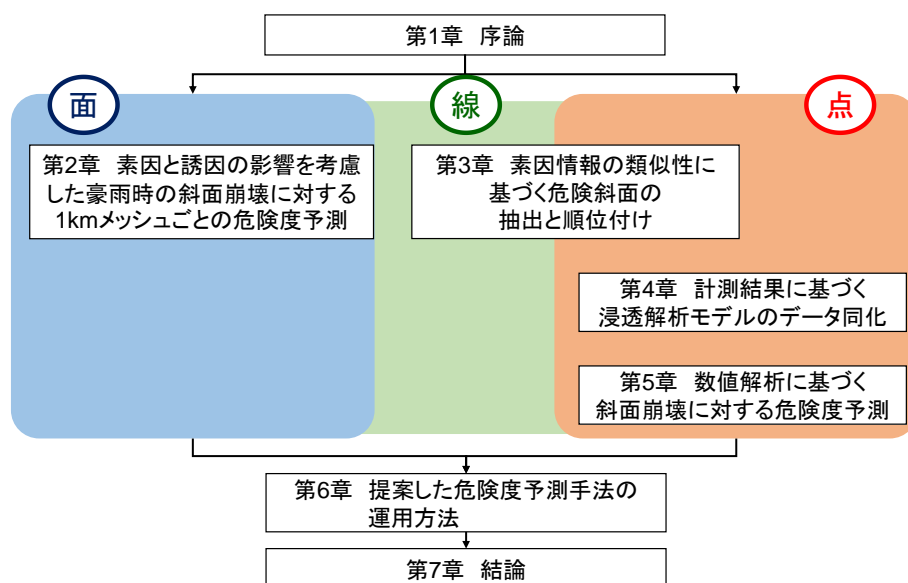 第1章 序論
面
線
点
第2章 素因と誘因の影響を考慮
した豪雨時の斜面崩壊に対する
1kmメッシュごとの危険度予測
第3章 素因情報の類似性に
基づく危険斜面の
抽出と順位付け
第4章 計測結果に基づく
浸透解析モデルのデータ同化
第5章 数値解析に基づく
斜面崩壊に対する危険度予測
第6章 提案した危険度予測手法の
運用方法
第7章 結論